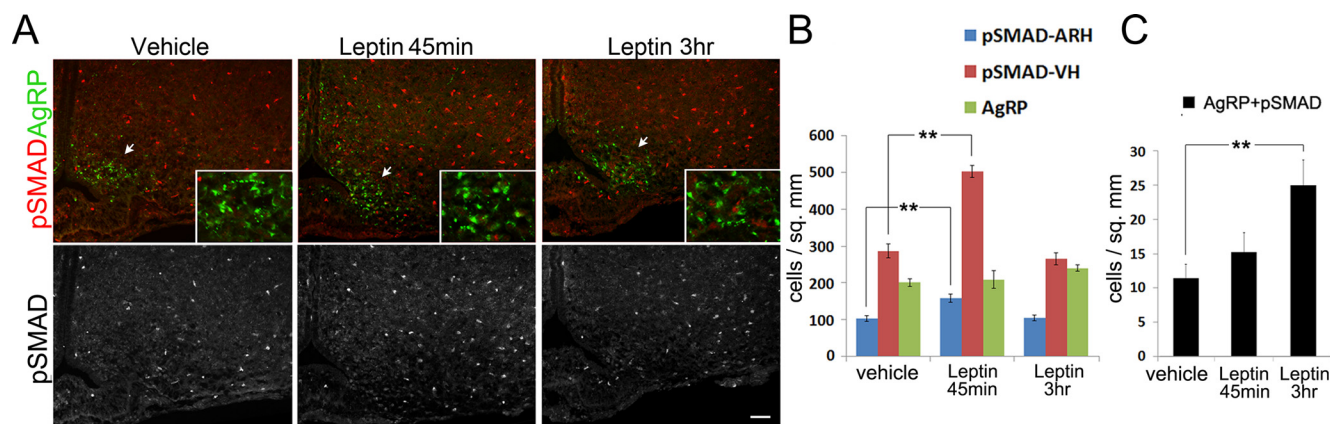 A
Vehicle
Leptin 45min
Leptin 3hr
pSMADAgRP
pSMAD
B
pSMAD-ARH
pSMAD-VH
AgRP
cells / sq. mm
600
500
400
300
200
100
0
**
**
vehicle
Leptin
45min
Leptin
3hr
C
AgRP+pSMAD
cells / sq. mm
30
25
20
15
10
5
0
**
vehicle
Leptin
45min
Leptin
3hr